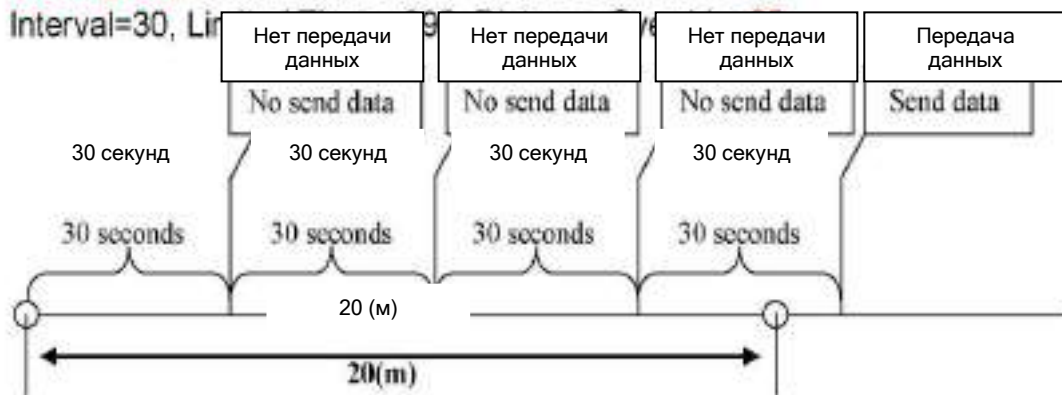 Interval=30,
Нет передачи данных
Нет передачи данных
Нет передачи данных
Передача данных
No send data
No send data
No send data
Send data
30 секунд
30 секунд
30 секунд
30 секунд
30 seconds
30 seconds
30 seconds
30 seconds
20 (м)
20(m)